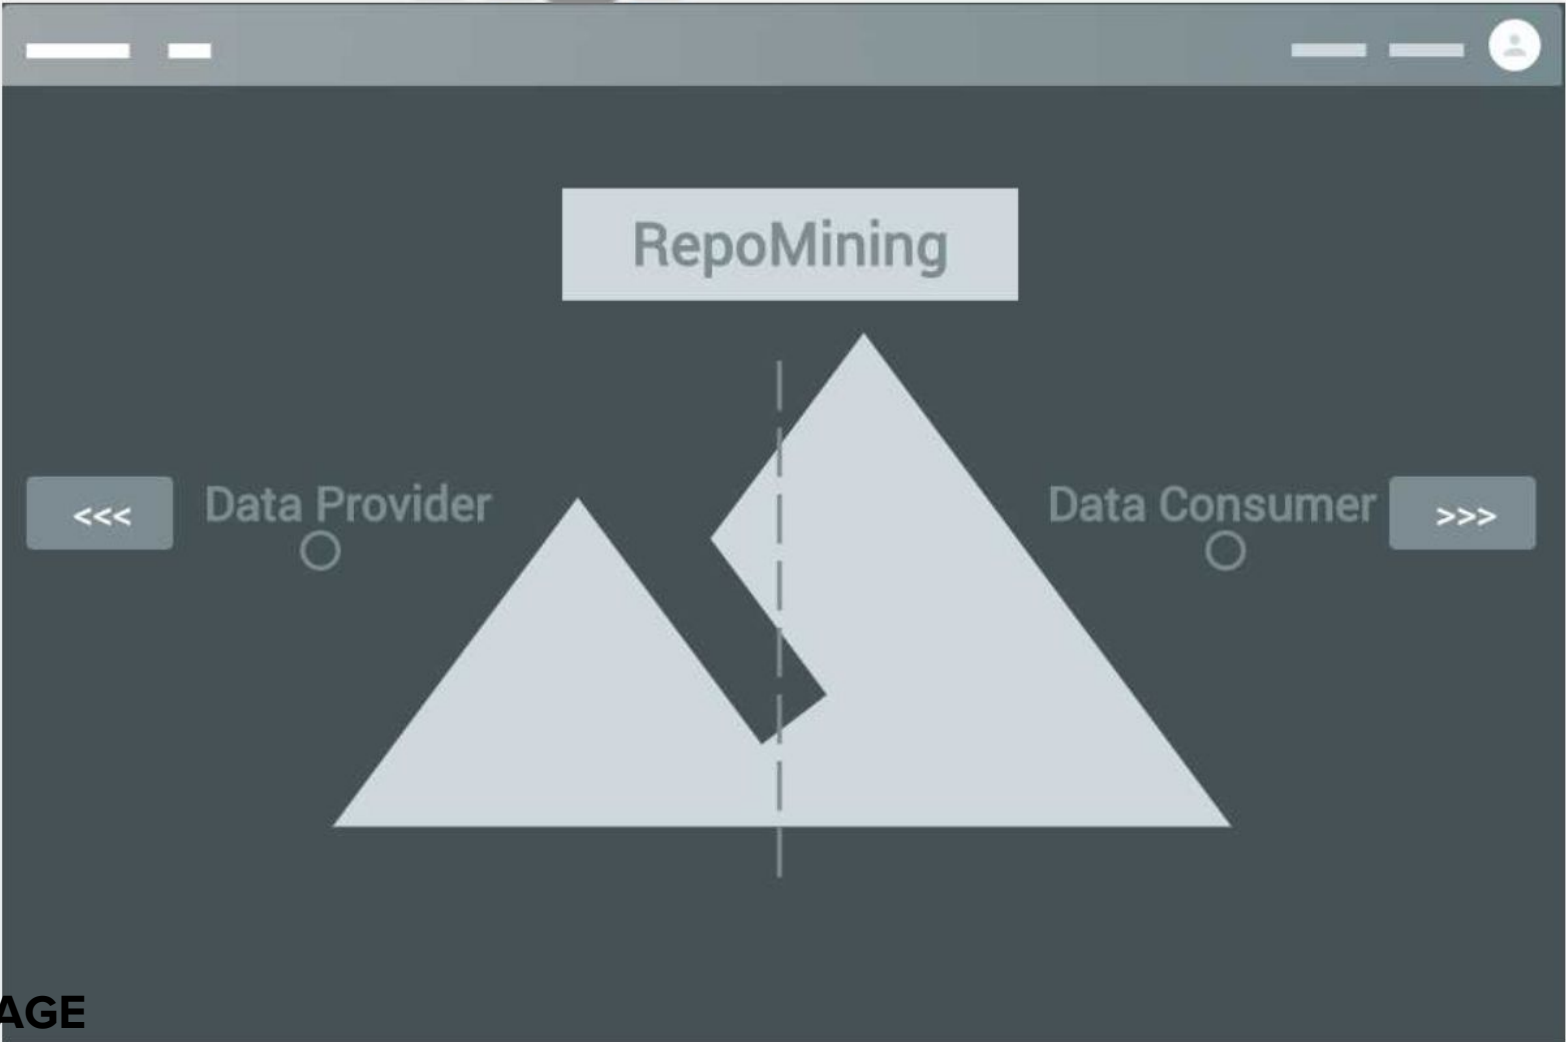 RepoMining
<<< Data Provider
Data Consumer >>>
AGE